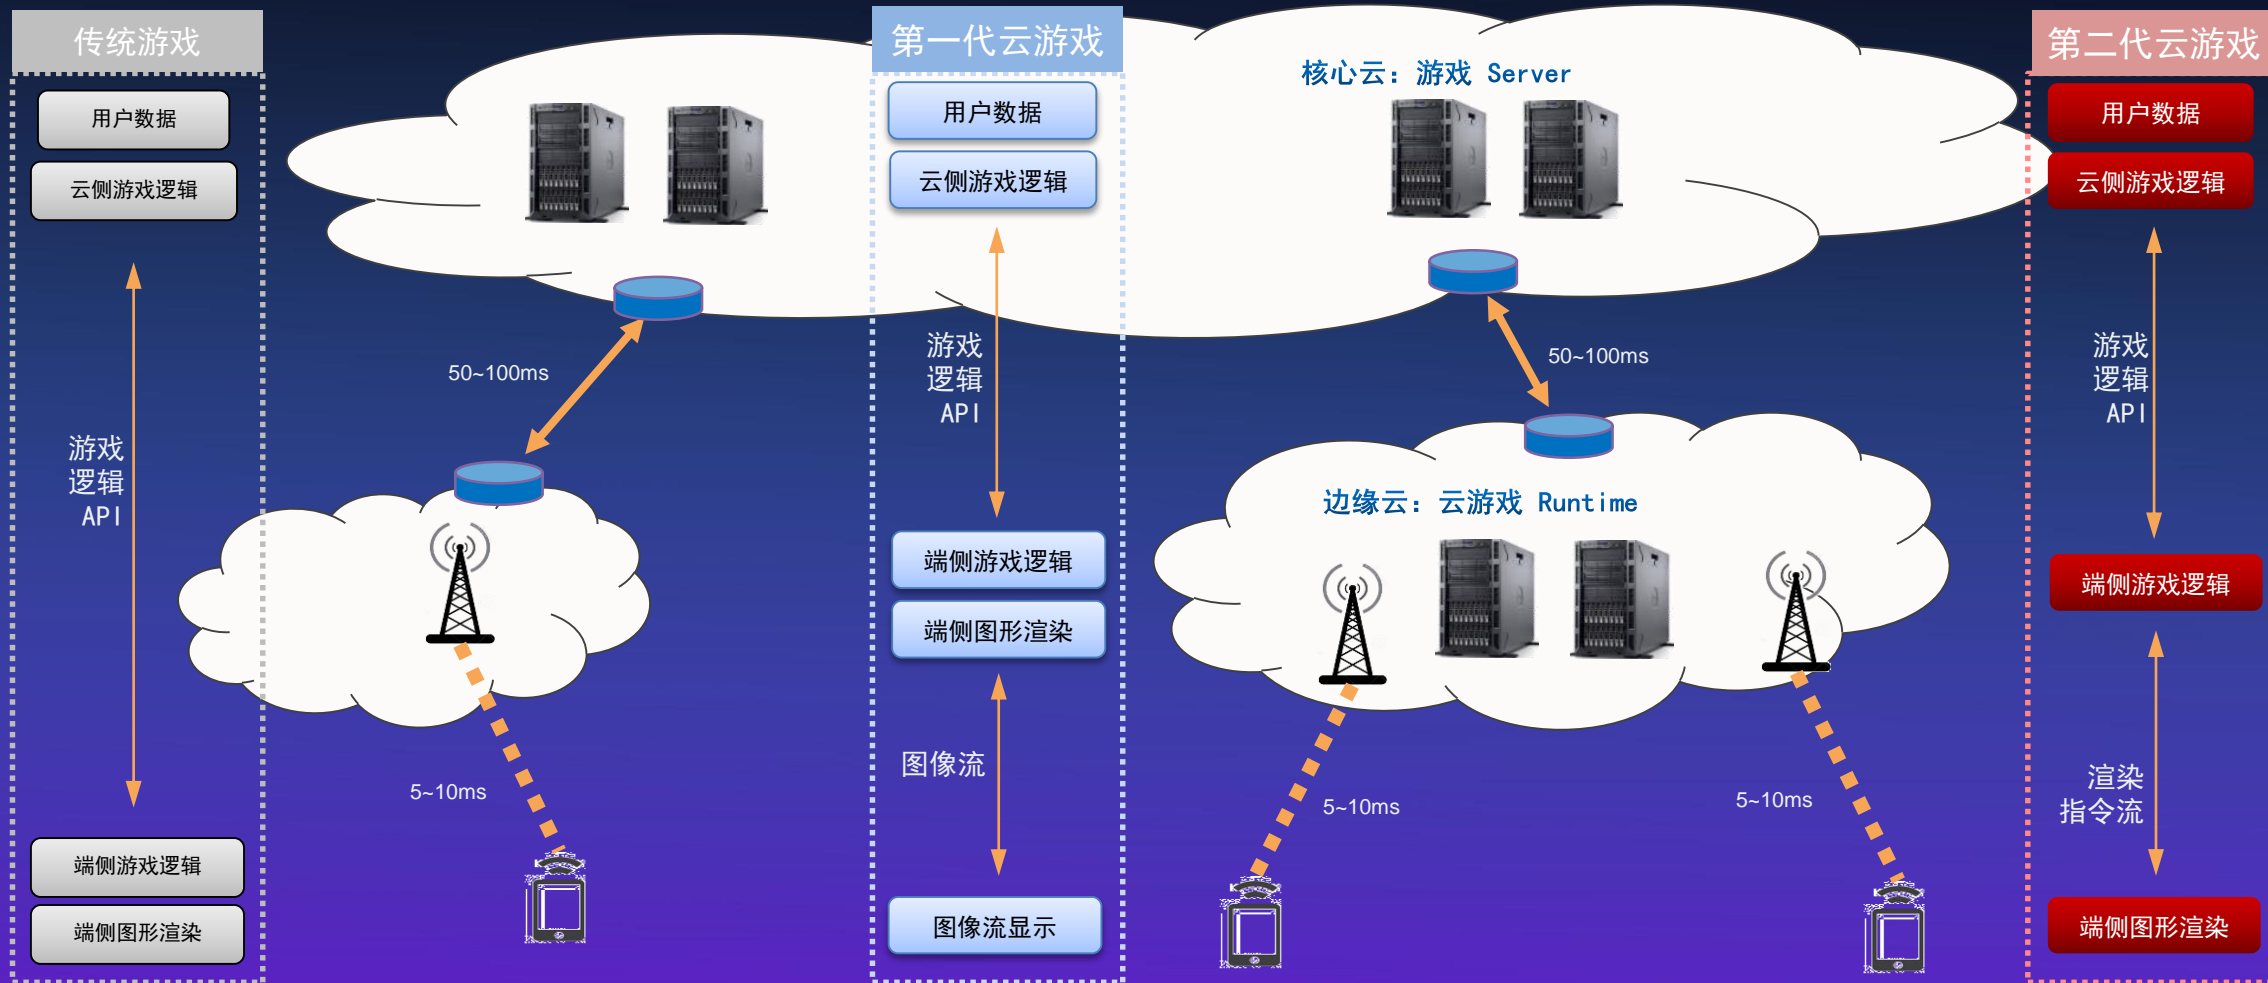 传统游戏
用户数据
云侧游戏逻辑
游戏
逻辑
API
端侧游戏逻辑
端侧图形渲染
50~100ms
5~10ms
第一代云游戏
用户数据
云侧游戏逻辑
游戏
逻辑
API
端侧游戏逻辑
端侧图形渲染
图像流
图像流显示
核心云：游戏 Server
50~100ms
边缘云：云游戏 Runtime
5~10ms
5~10ms
第二代云游戏
用户数据
云侧游戏逻辑
游戏
逻辑
API
端侧游戏逻辑
渲染
指令流
端侧图形渲染